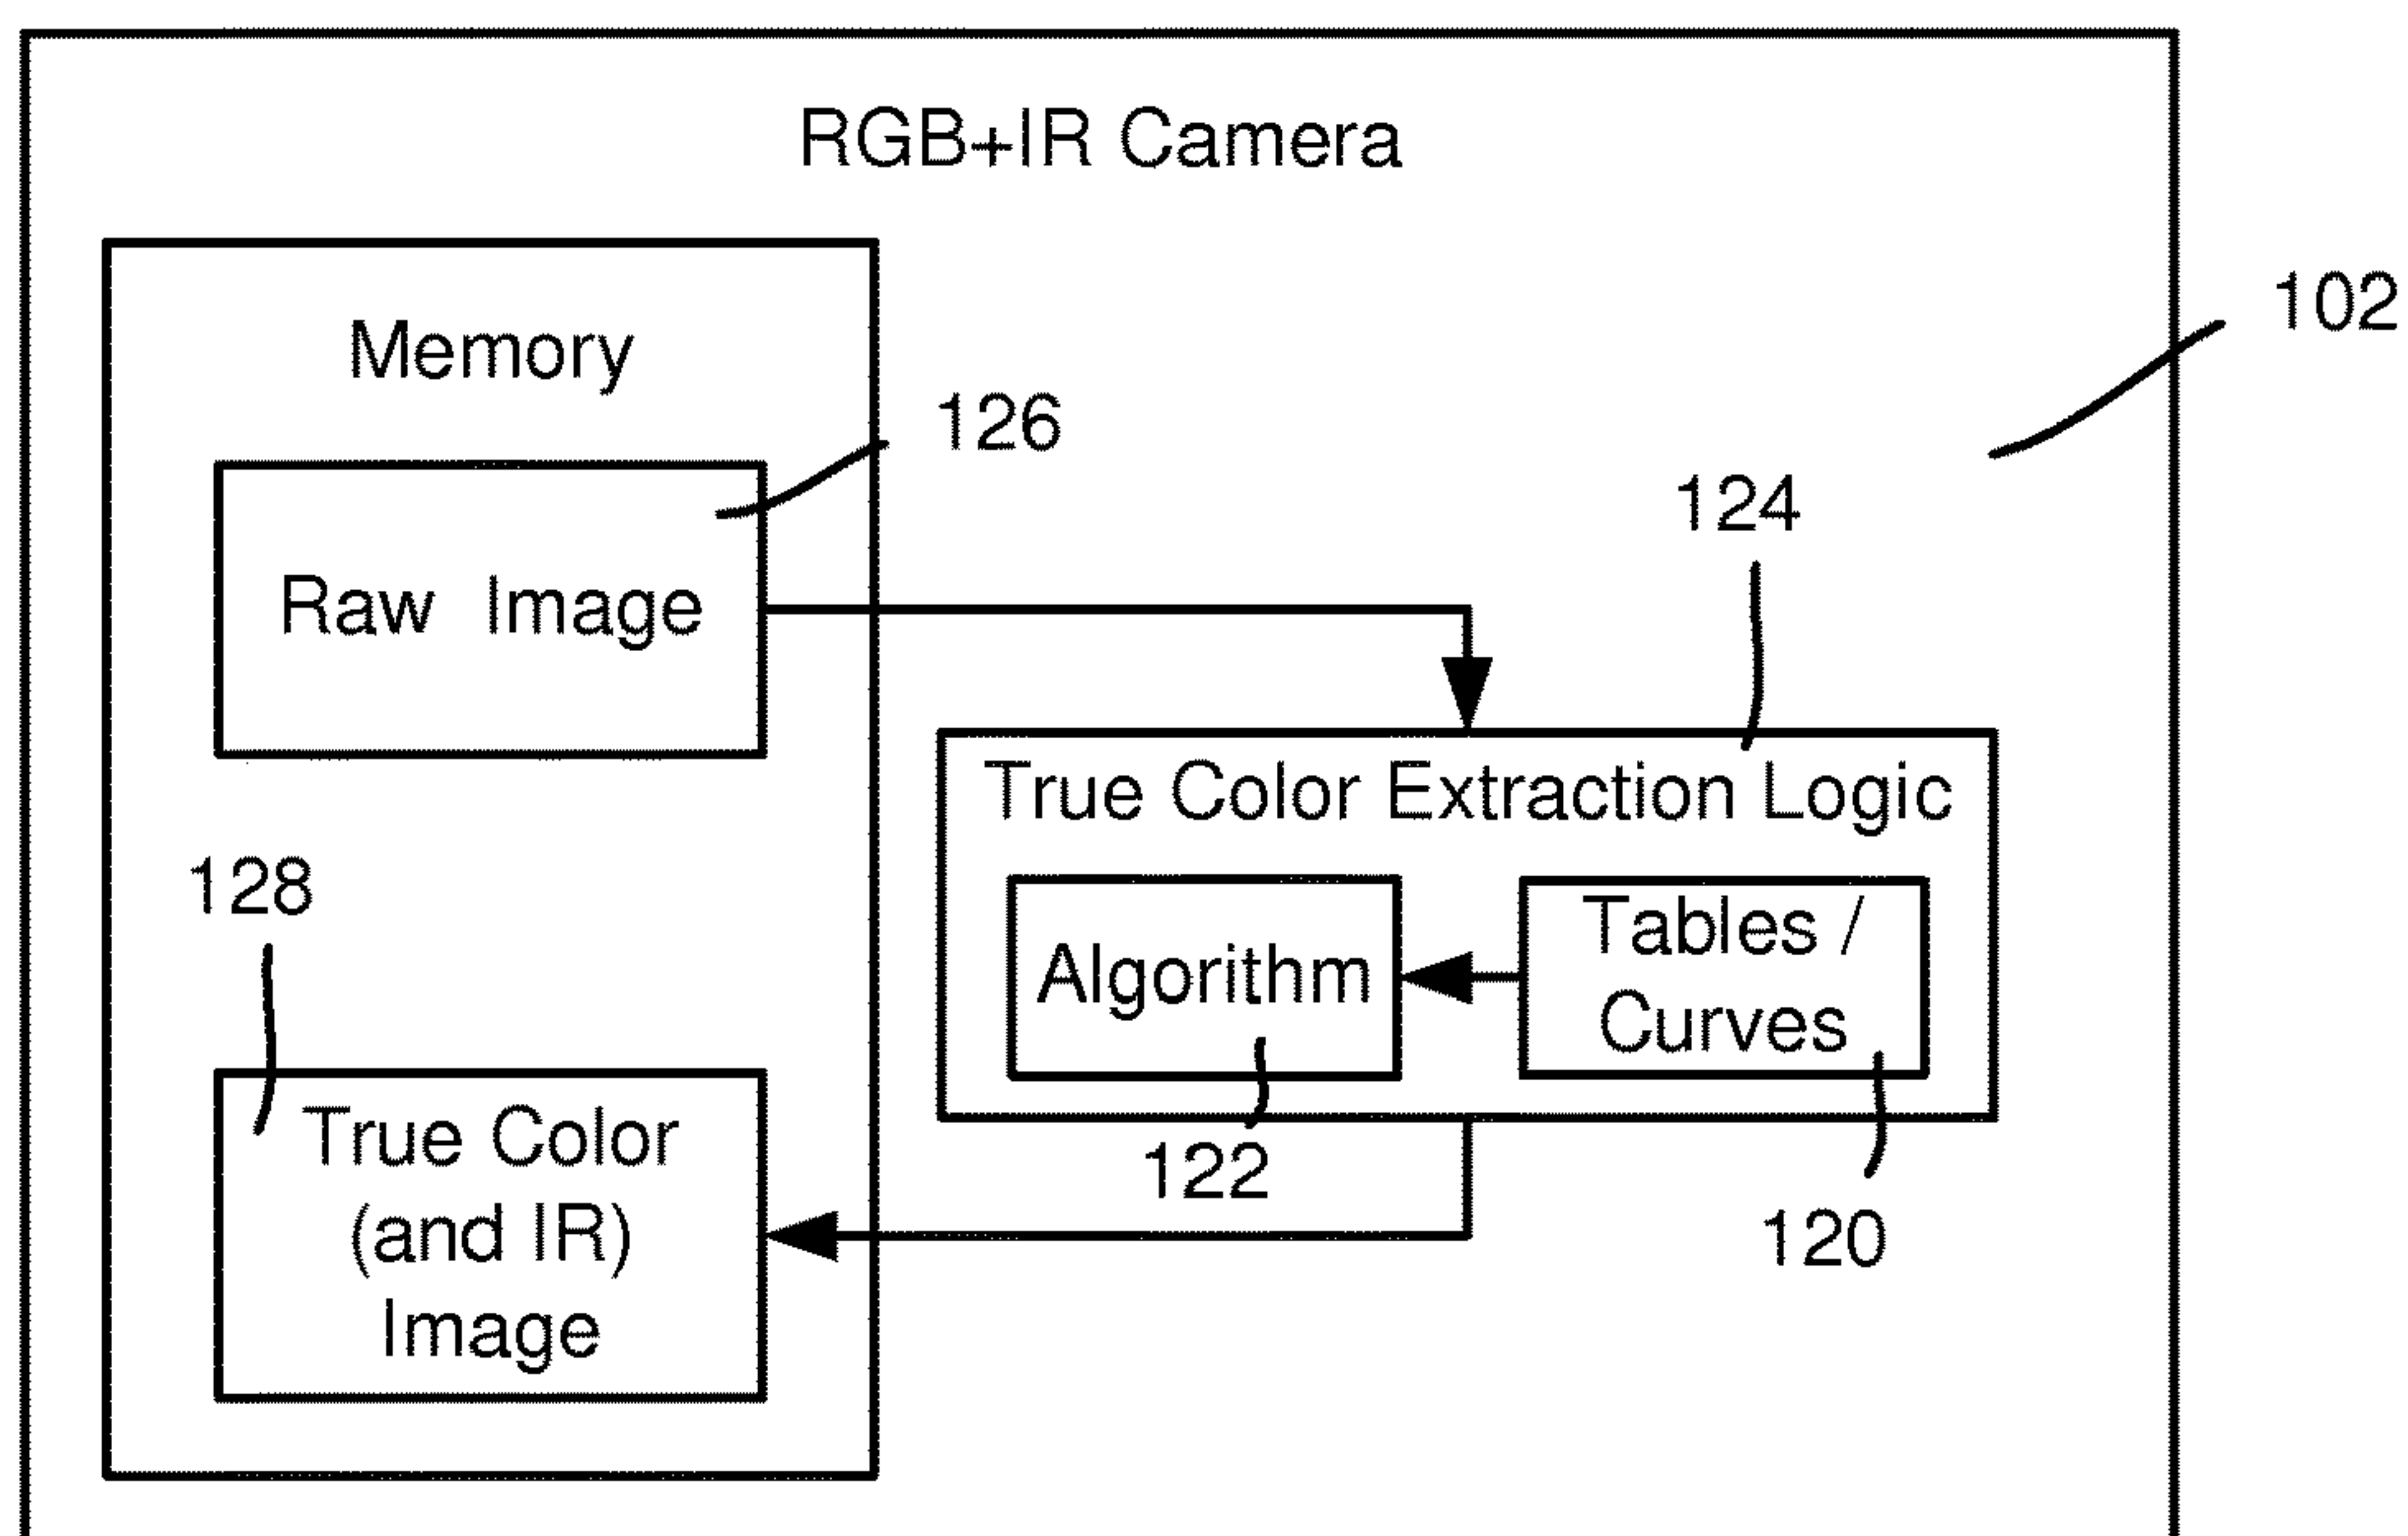 RGB+IR Camera
102
Memory
126
Raw Image
124
True Color Extraction Logic
128
Algorithm
Tables /
Curves
122
120
True Color
(and IR)
Image